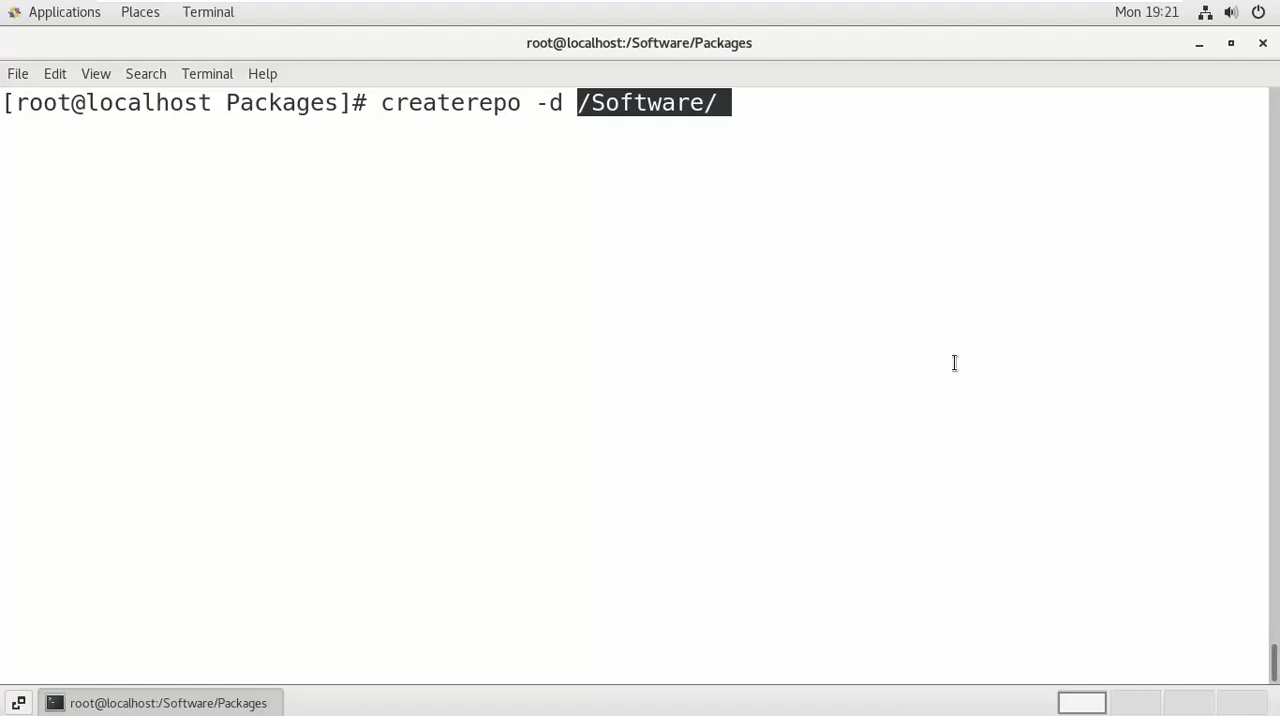 Applications Places Terminal Mon 19:21
root@localhost:/Software/Packages
File Edit View Search Terminal Help
[root@localhost Packages]# createrepo -d /Software/
root@localhost:/Software/Packages